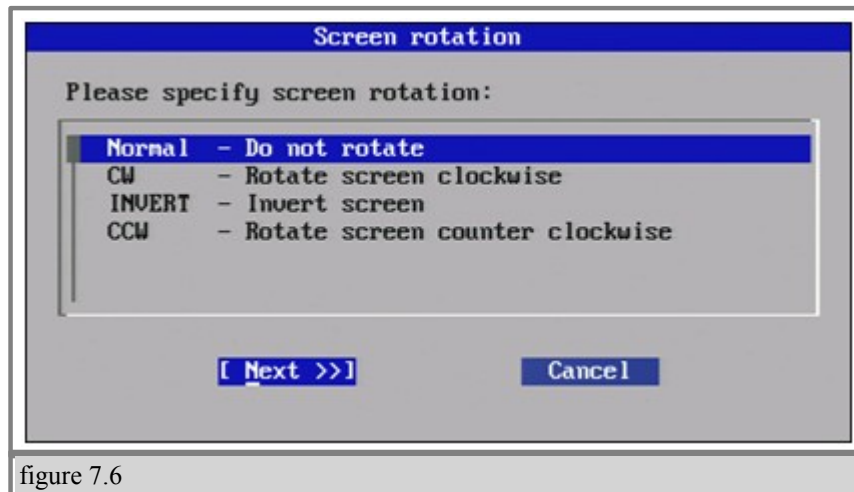 Screen rotation
Please specify screen rotation:
Normal - Do not rotate
CW - Rotate screen clockwise
INVERT - Invert screen
CCW - Rotate screen counter clockwise
[ Next >>] Cancel
figure 7.6